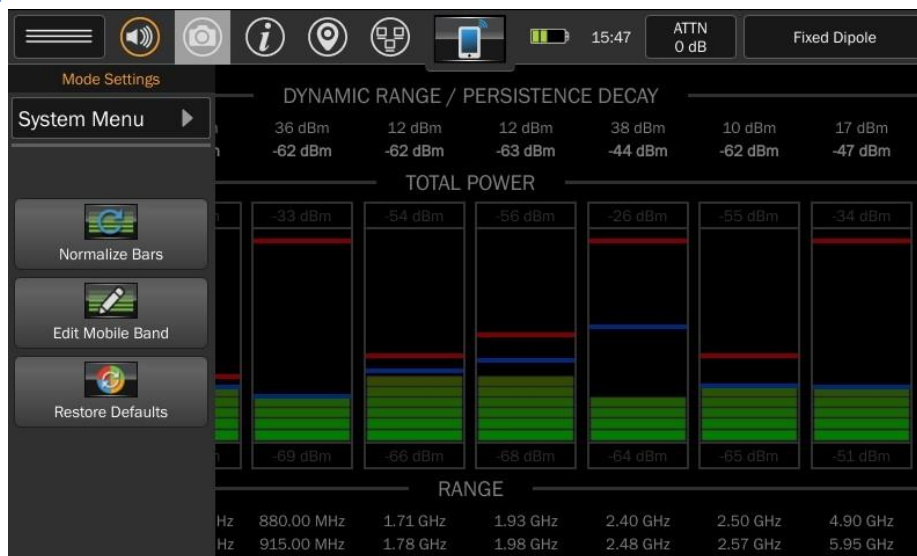 15:47
ATTN
0 dB
Fixed Dipole
Mode Settings
System Menu
Normalize Bars
Edit Mobile Band
Restore Defaults
DYNAMIC RANGE / PERSISTENCE DECAY
36 dBm 12 dBm 12 dBm 38 dBm 10 dBm 17 dBm
-62 dBm -62 dBm -63 dBm -44 dBm -62 dBm -47 dBm
TOTAL POWER
-33 dBm -54 dBm -56 dBm -26 dBm -55 dBm -34 dBm
-69 dBm -66 dBm -68 dBm -64 dBm -65 dBm -51 dBm
RANGE
Hz 880.00 MHz 1.71 GHz 1.93 GHz 2.40 GHz 2.50 GHz 4.90 GHz
Hz 915.00 MHz 1.78 GHz 1.98 GHz 2.48 GHz 2.57 GHz 5.95 GHz